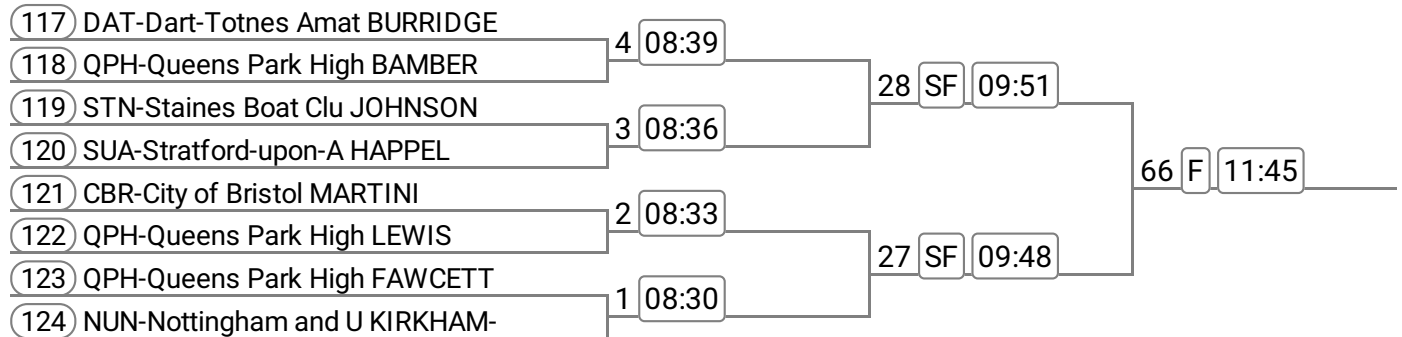 117 DAT-Dart-Totnes Amat BURRIDGE
4 08:39
118 QPH-Queens Park High BAMBER
28 SF 09:51
119 STN-Staines Boat Clu JOHNSON
3 08:36
120 SUA-Stratford-upon-A HAPPEL
66 F 11:45
121 CBR-City of Bristol MARTINI
2 08:33
122 QPH-Queens Park High LEWIS
27 SF 09:48
123 QPH-Queens Park High FAWCETT
1 08:30
124 NUN-Nottingham and U KIRKHAM-